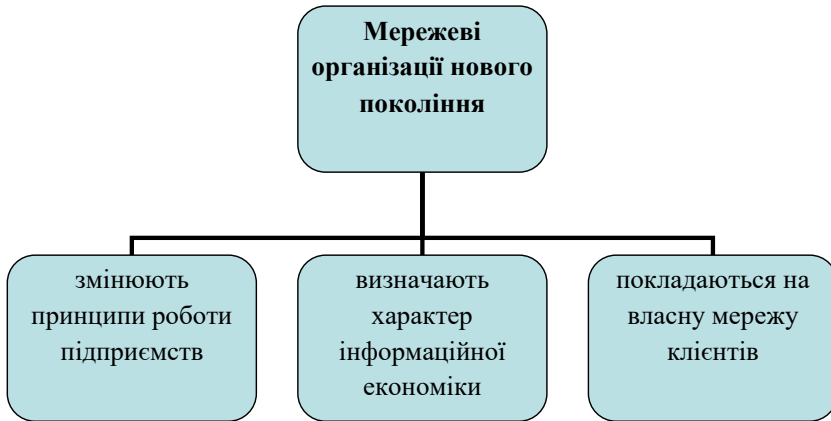 Мережеві
організації нового
покоління
змінюють
принципи роботи
підприємств
визначають
характер
інформаційної
економіки
покладаються на
власну мережу
клієнтів